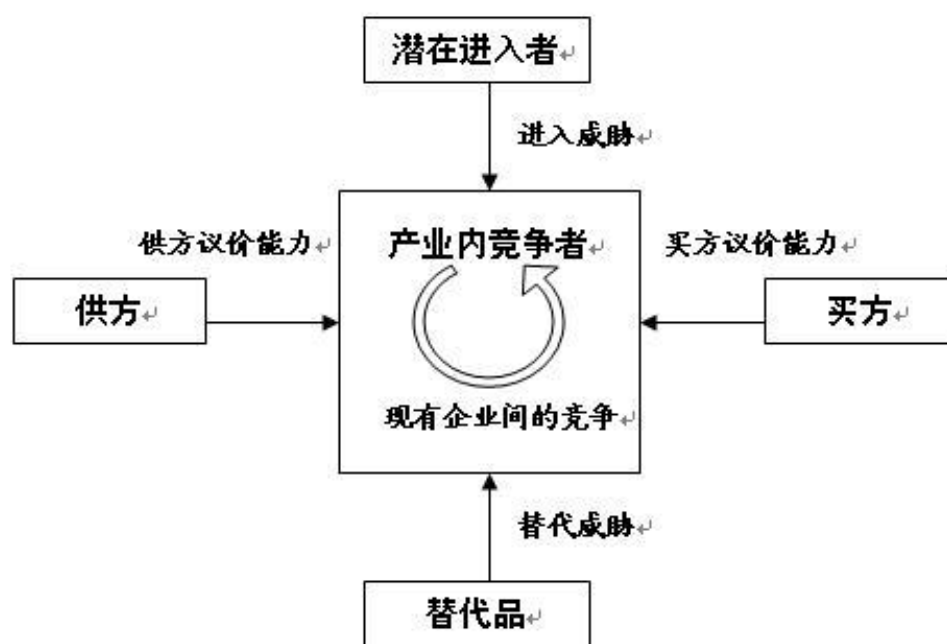 潜在进入者
进入威胁
供方议价能力
产业内竞争者
买方议价能力
供方
买方
现有企业间的竞争
替代威胁
替代品